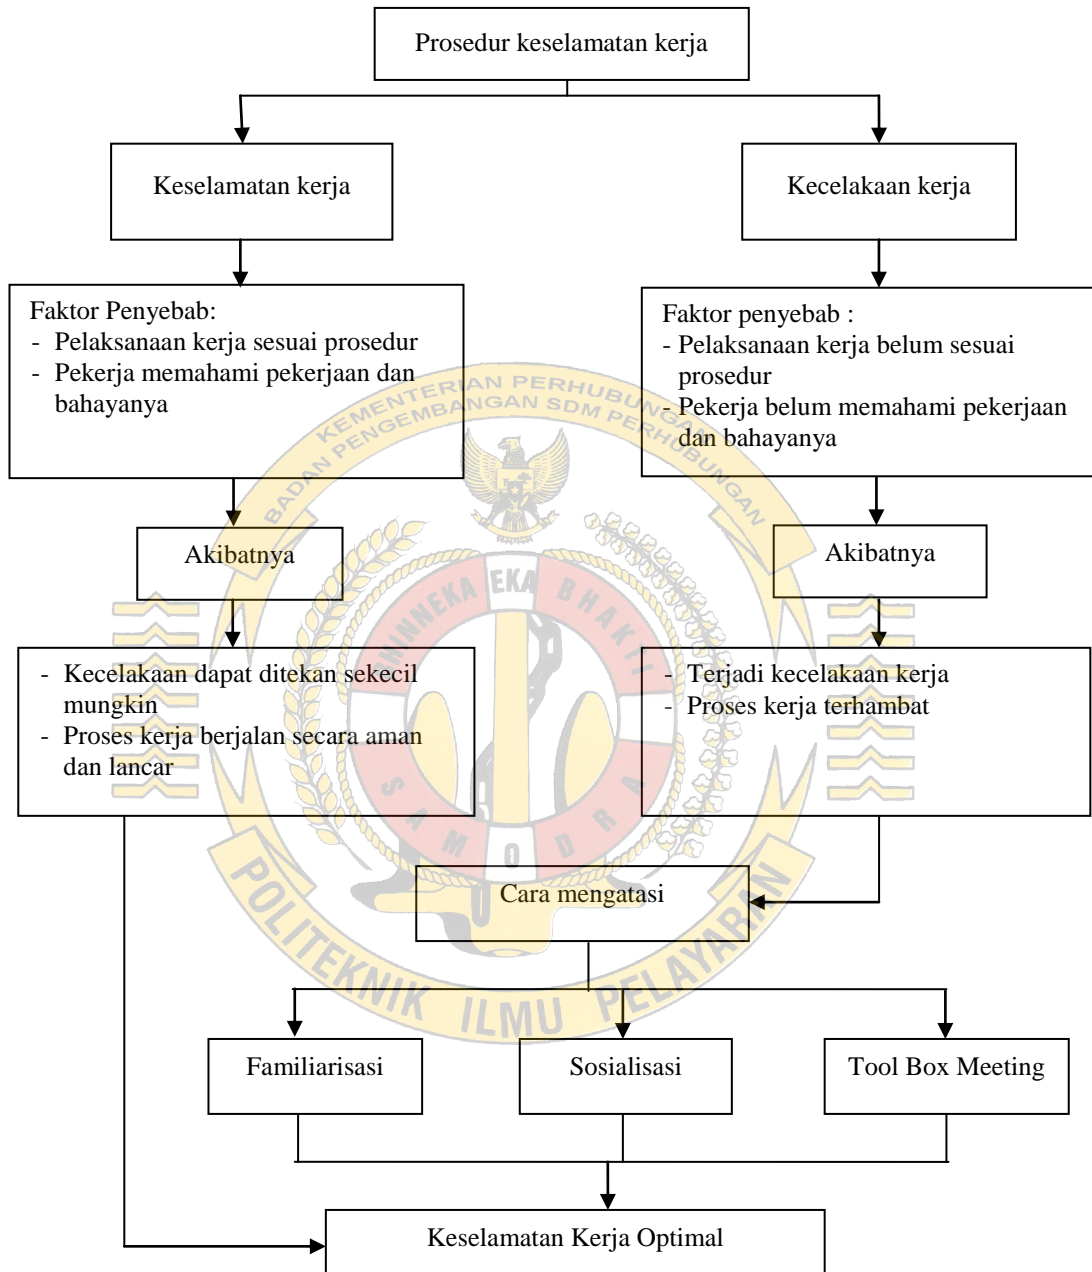 Prosedur keselamatan kerja
Keselamatan kerja
Kecelakaan kerja
Faktor Penyebab:
- Pelaksanaan kerja sesuai prosedur
- Pekerja memahami pekerjaan dan
bahayanya
Faktor penyebab :
- Pelaksanaan kerja belum sesuai
prosedur
- Pekerja belum memahami pekerjaan
dan bahayanya
KEMENTERIAN PERHUBUNGAN
BADAN PENGEMBANGAN SDM PERHUBUNGAN
Akibatnya
Akibatnya
EKA BHAKTI
- Kecelakaan dapat ditekan sekecil
mungkin
- Proses kerja berjalan secara aman
dan lancar
- Terjadi kecelakaan kerja
- Proses kerja terhambat
SAMODRA
Cara mengatasi
POLITEKNIK ILMU PELAYARAN
Familiarisasi
Sosialisasi
Tool Box Meeting
Keselamatan Kerja Optimal